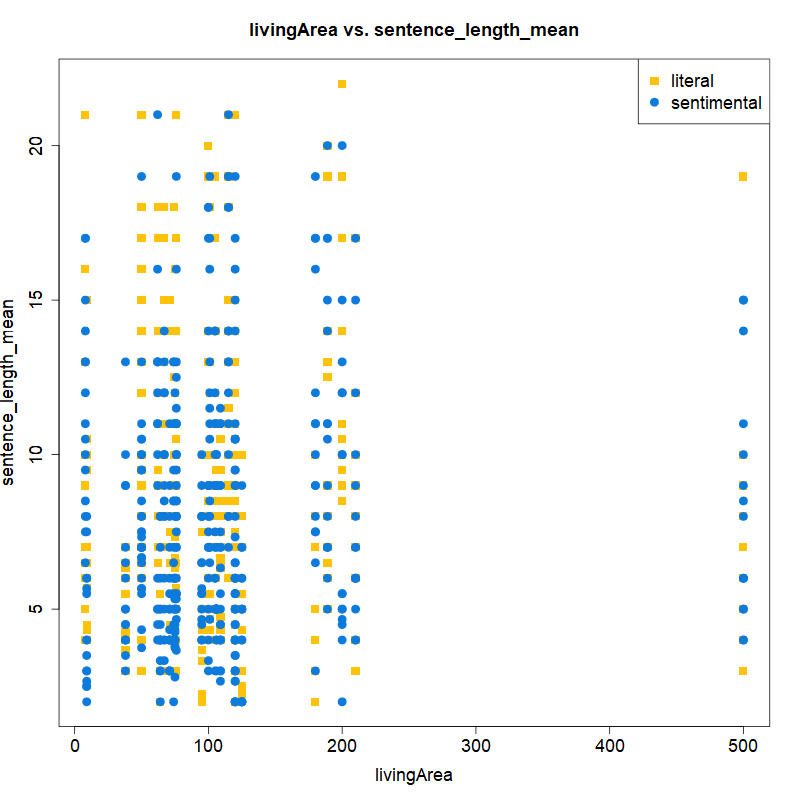 livingArea vs. sentence_length_mean
literal
sentimental
20
15
10
5
sentence_length_mean
0 100 200 300 400 500
livingArea